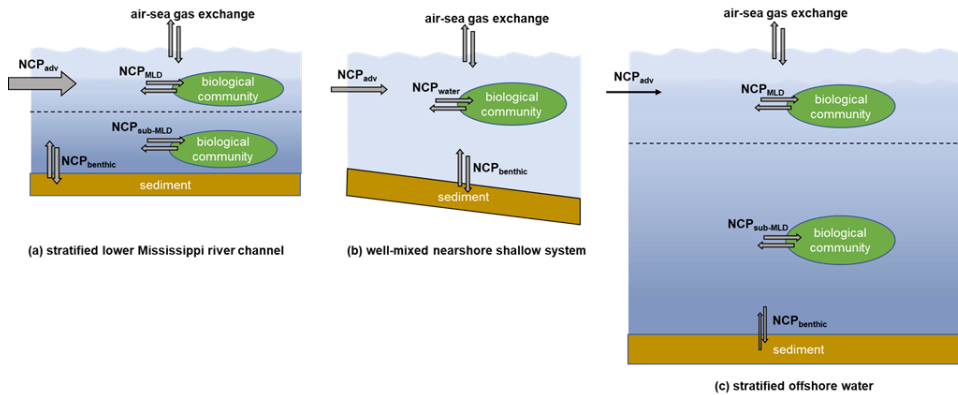 air-sea gas exchange
NCPadv
NCPMLD
biological
community
NCPsub-MLD
biological
community
NCPbenthic
sediment
(a) stratified lower Mississippi river channel
air-sea gas exchange
NCPadv
NCPwater
biological
community
NCPbenthic
sediment
(b) well-mixed nearshore shallow system
air-sea gas exchange
NCPadv
NCPMLD
biological
community
NCPsub-MLD
biological
community
NCPbenthic
sediment
(c) stratified offshore water